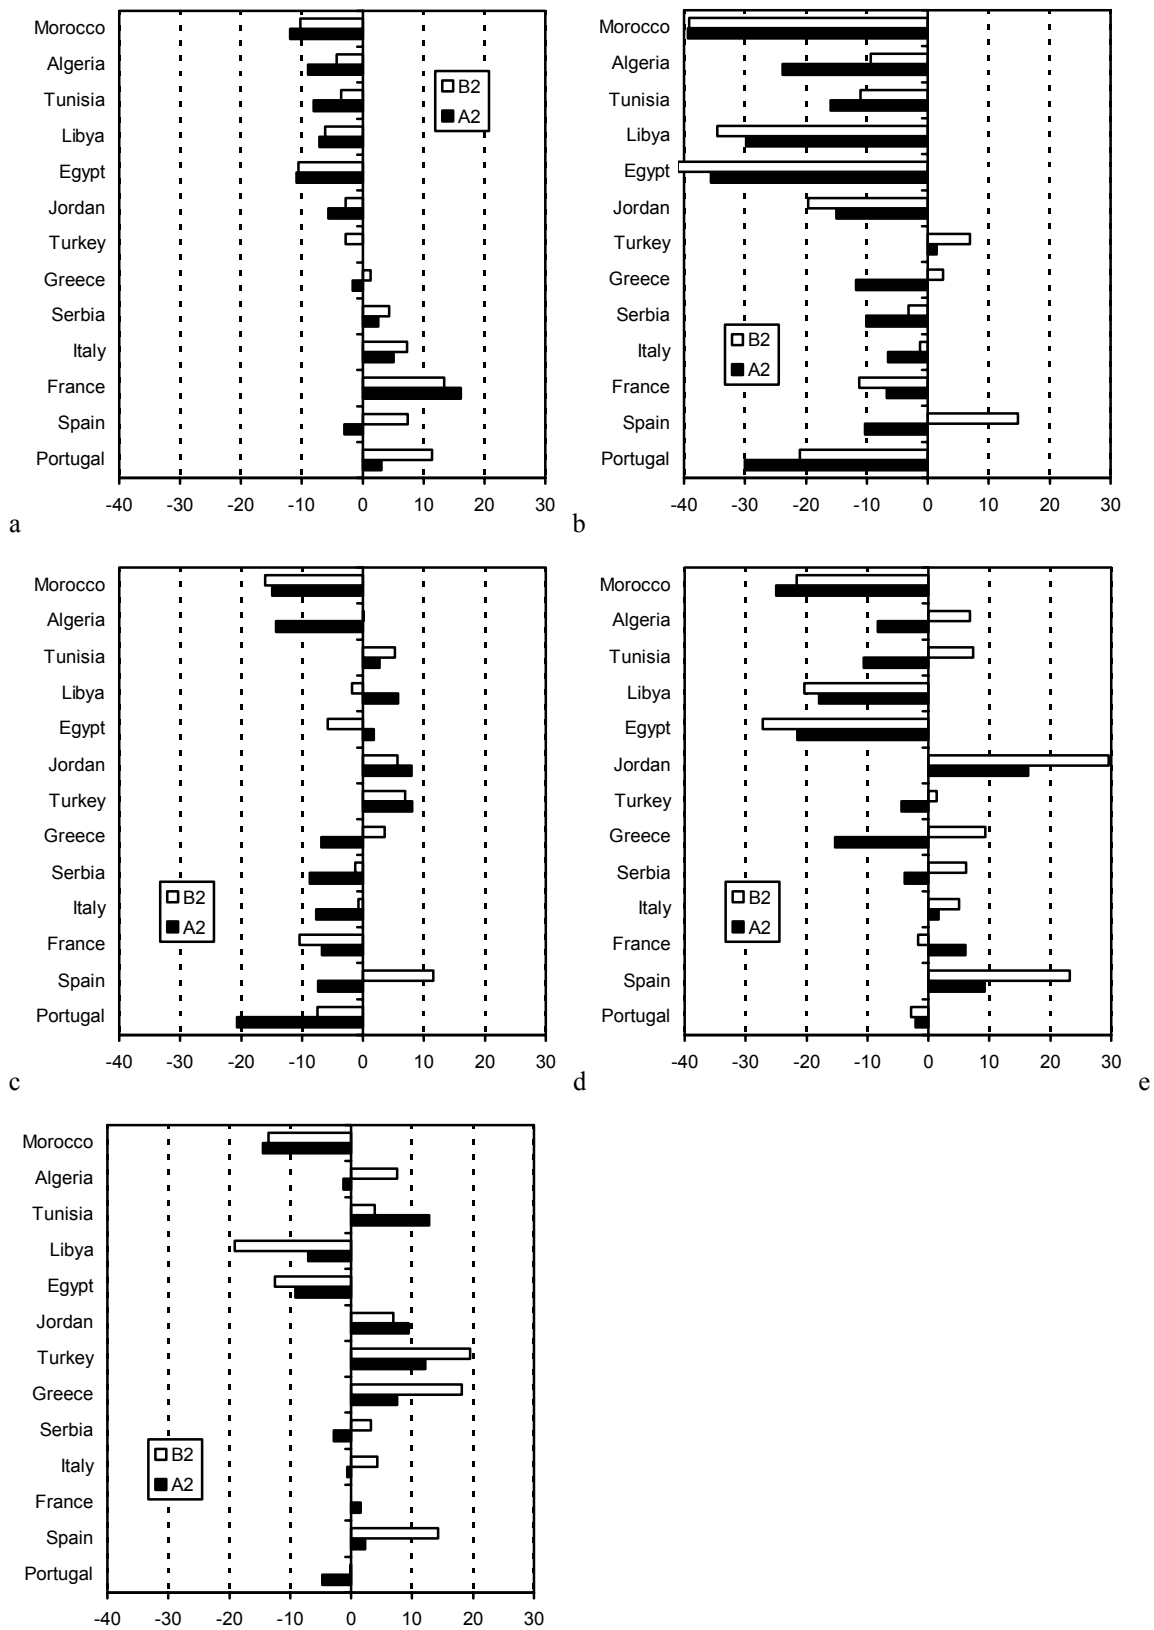 Morocco
Algeria
Tunisia
Libya
Egypt
Jordan
Turkey
Greece
Serbia
Italy
France
Spain
Portugal
B2
A2
-40 -30 -20 -10 0 10 20 30
a
Morocco
Algeria
Tunisia
Libya
Egypt
Jordan
Turkey
Greece
Serbia
Italy
France
Spain
Portugal
B2
A2
-40 -30 -20 -10 0 10 20 30
b
Morocco
Algeria
Tunisia
Libya
Egypt
Jordan
Turkey
Greece
Serbia
Italy
France
Spain
Portugal
B2
A2
-40 -30 -20 -10 0 10 20 30
c
Morocco
Algeria
Tunisia
Libya
Egypt
Jordan
Turkey
Greece
Serbia
Italy
France
Spain
Portugal
B2
A2
-40 -30 -20 -10 0 10 20 30
d
e
Morocco
Algeria
Tunisia
Libya
Egypt
Jordan
Turkey
Greece
Serbia
Italy
France
Spain
Portugal
B2
A2
-40 -30 -20 -10 0 10 20 30